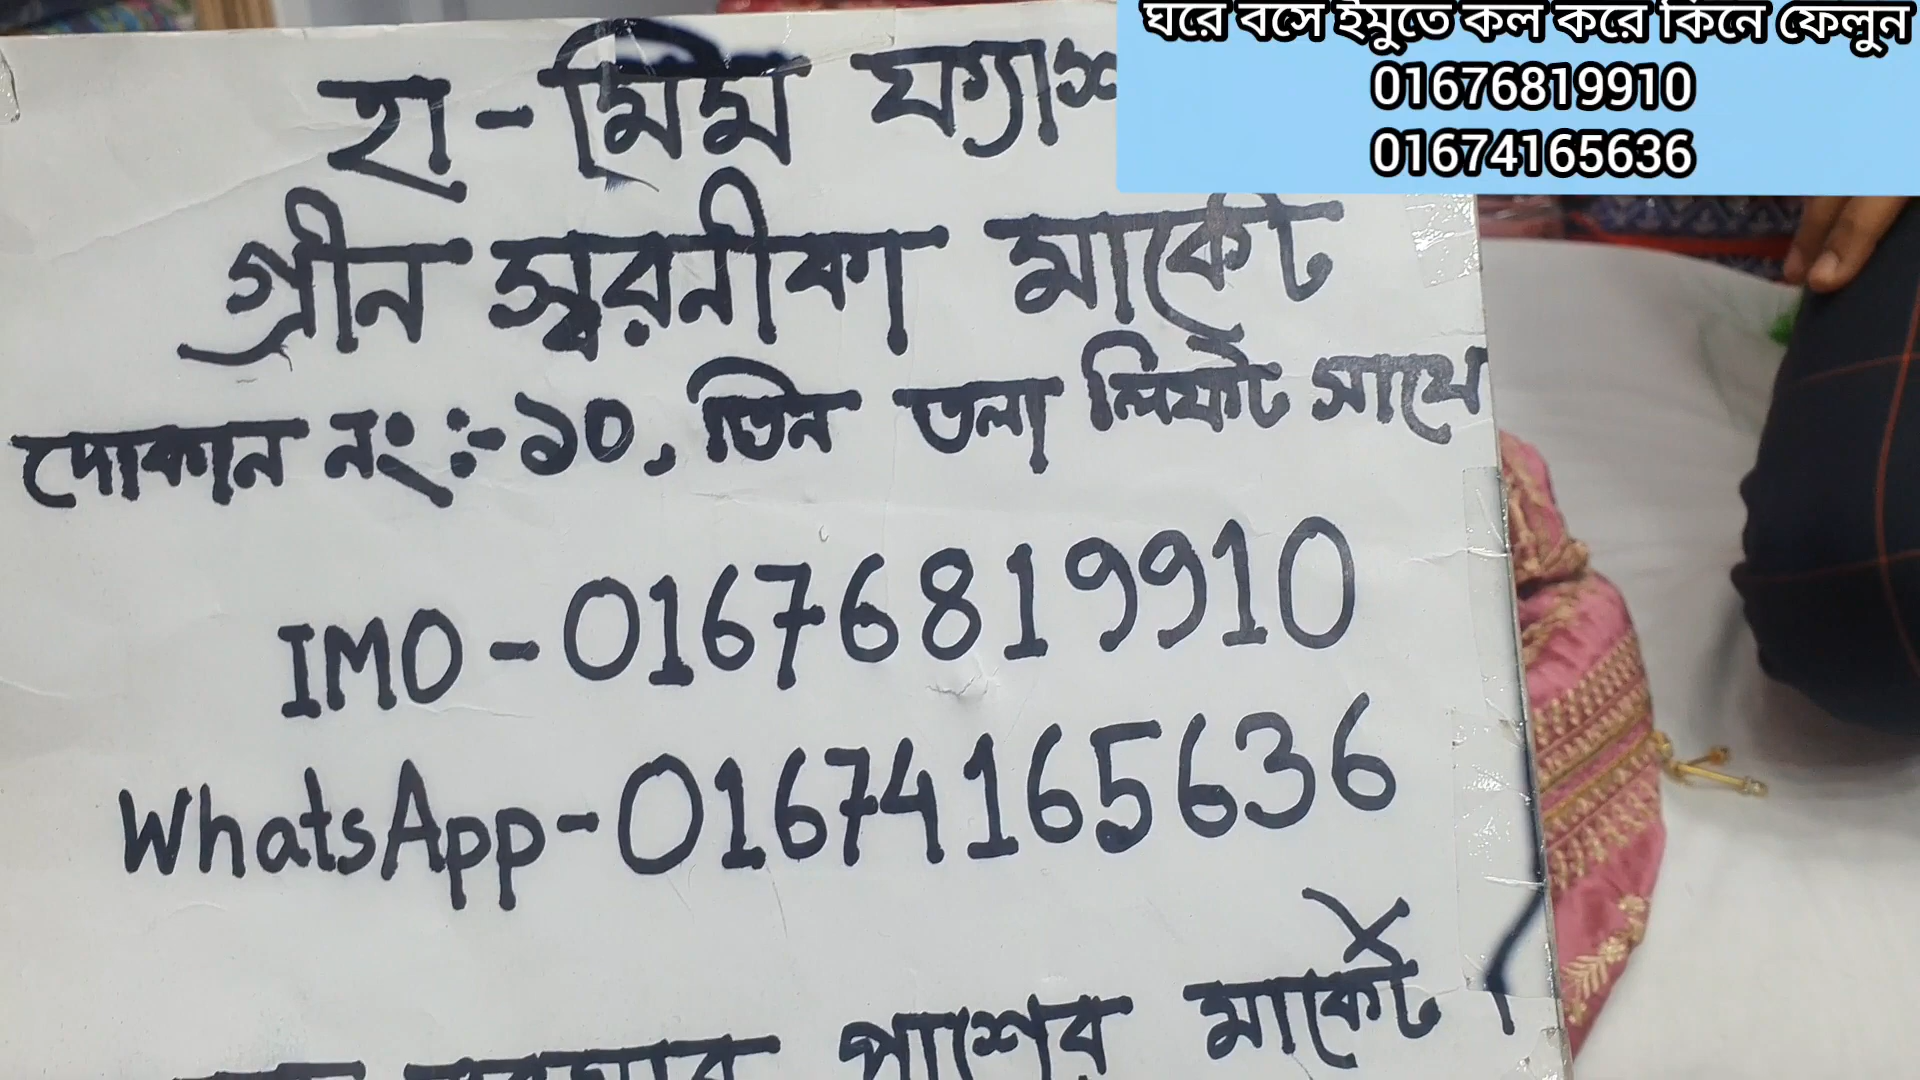 ঘরে বসে ইমুতে কল করে কিনে ফেলুন
01676819910
01674165636
হা-মিম
গ্রীন স্বরনীকা মার্কেট
দোকান নং:-১০, তিন তলা লিফট সাথে
IMO-01676819910
WhatsApp-01674165636
পাশের মার্কেট।